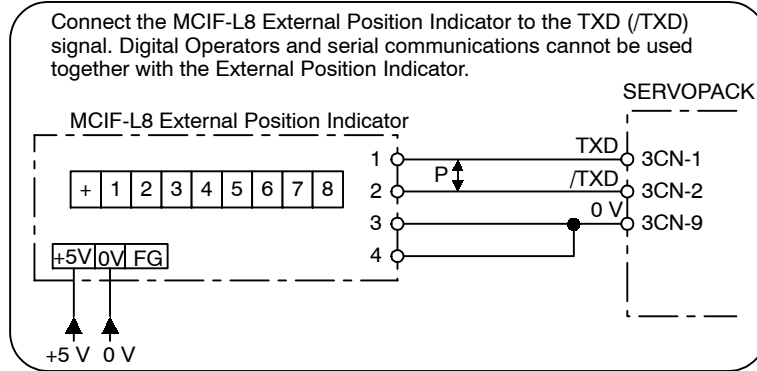 Connect the MCIF-L8 External Position Indicator to the TXD (/TXD)
signal. Digital Operators and serial communications cannot be used
together with the External Position Indicator.
SERVOPACK
MCIF-L8 External Position Indicator
1 TXD 3CN-1
P
+ 1 2 3 4 5 6 7 8
2 /TXD 3CN-2
3 0 V 3CN-9
+5V 0V FG
4
+5 V 0 V